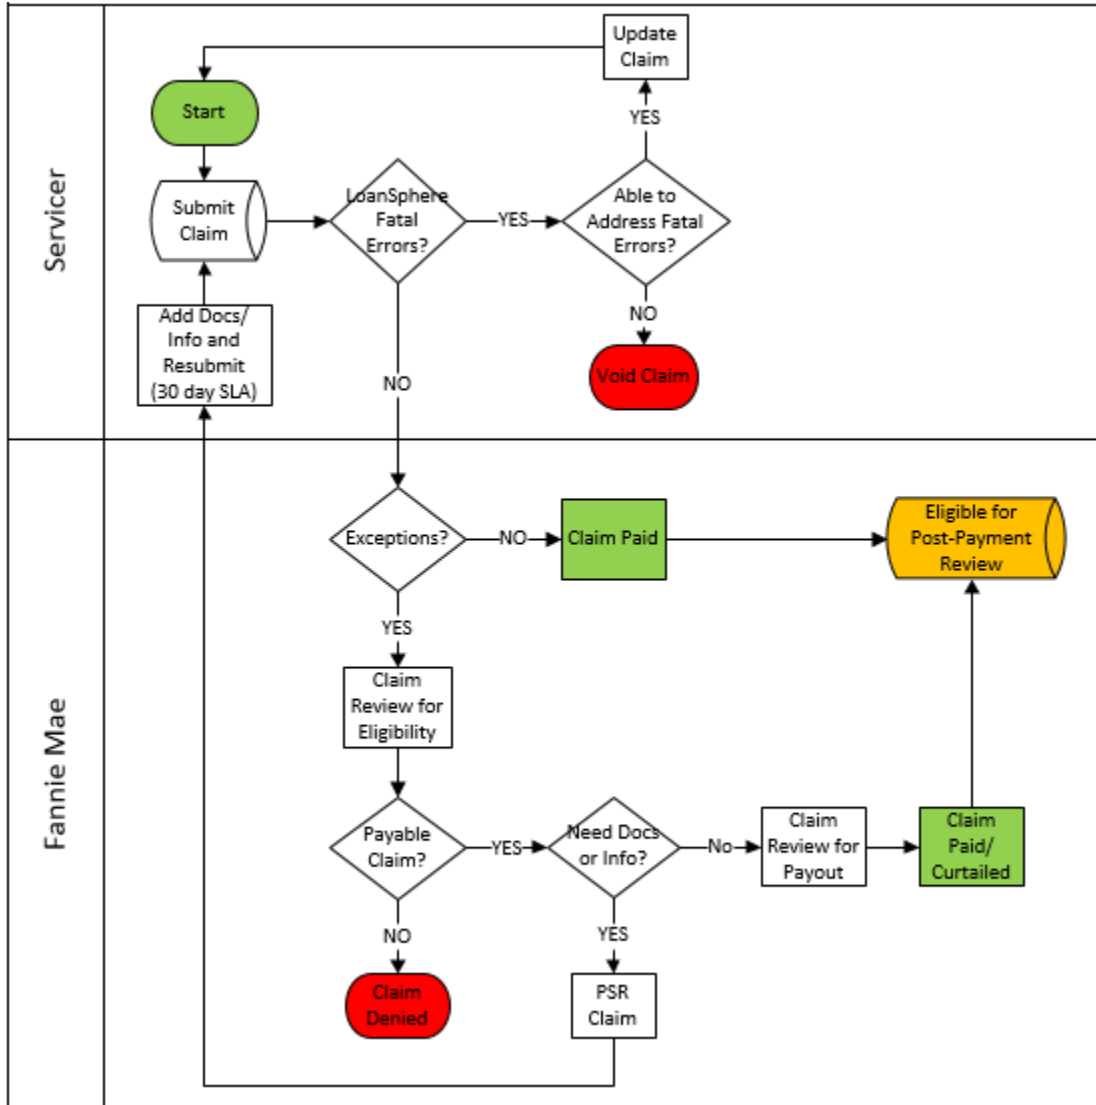 Servicer
Update
Claim
Start
YES
Submit
Claim
LoanSphere
Fatal
Errors?
YES
Able to
Address Fatal
Errors?
NO
Add Docs/
Info and
Resubmit
(30 day SLA)
Void Claim
NO
Fannie Mae
Exceptions?
NO
Claim Paid
Eligible for
Post-Payment
Review
YES
Claim
Review for
Eligibility
Payable
Claim?
YES
Need Docs
or Info?
No
Claim
Review for
Payout
Claim
Paid/
Curtailed
NO
YES
Claim
Denied
PSR
Claim